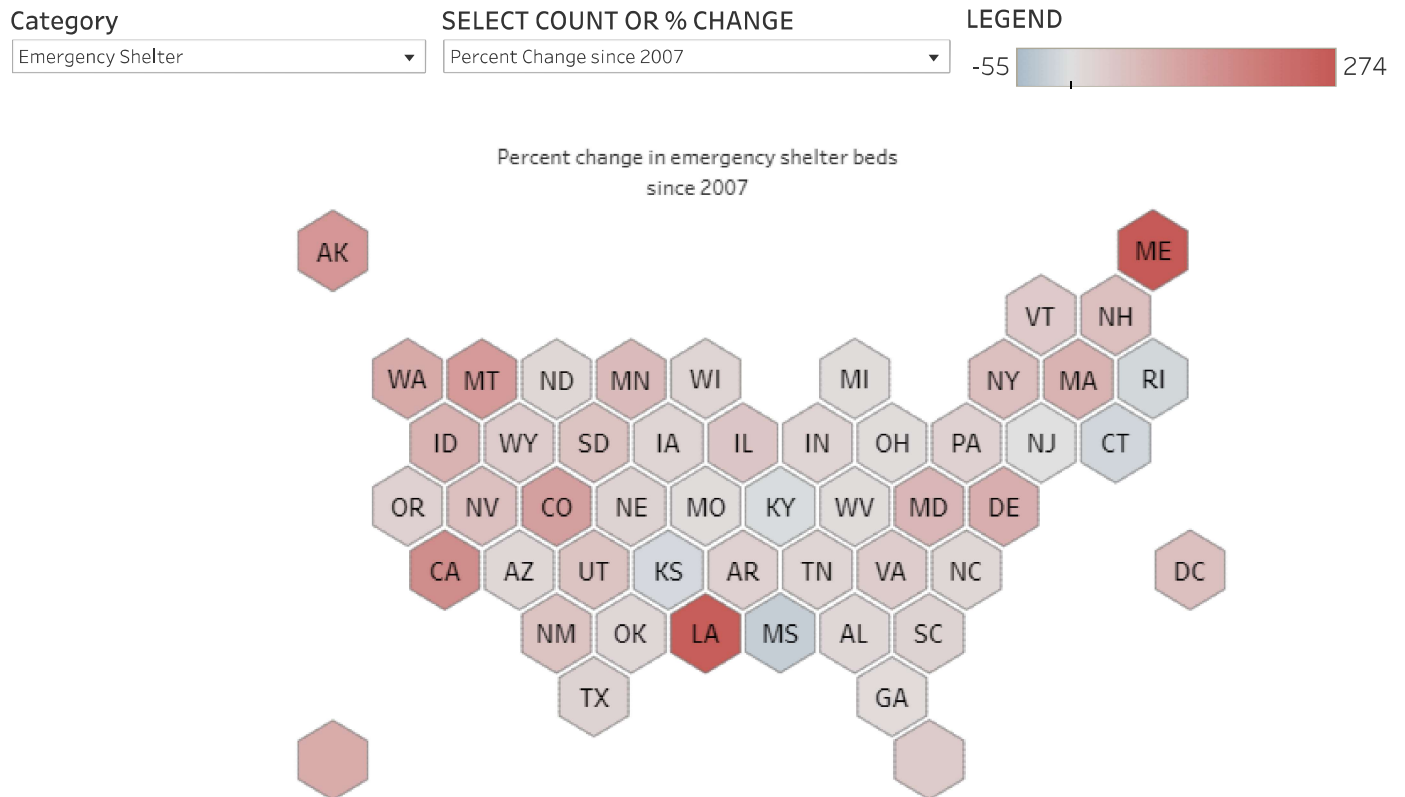 Category
SELECT COUNT OR % CHANGE
LEGEND
Emergency Shelter
Percent Change since 2007
-55
274
Percent change in emergency shelter beds
since 2007
AK
ME
VT
NH
WA
MT
ND
MN
WI
MI
NY
MA
RI
ID
WY
SD
IA
IL
IN
OH
PA
NJ
CT
OR
NV
CO
NE
MO
KY
WV
MD
DE
CA
AZ
UT
KS
AR
TN
VA
NC
DC
NM
OK
LA
MS
AL
SC
TX
GA